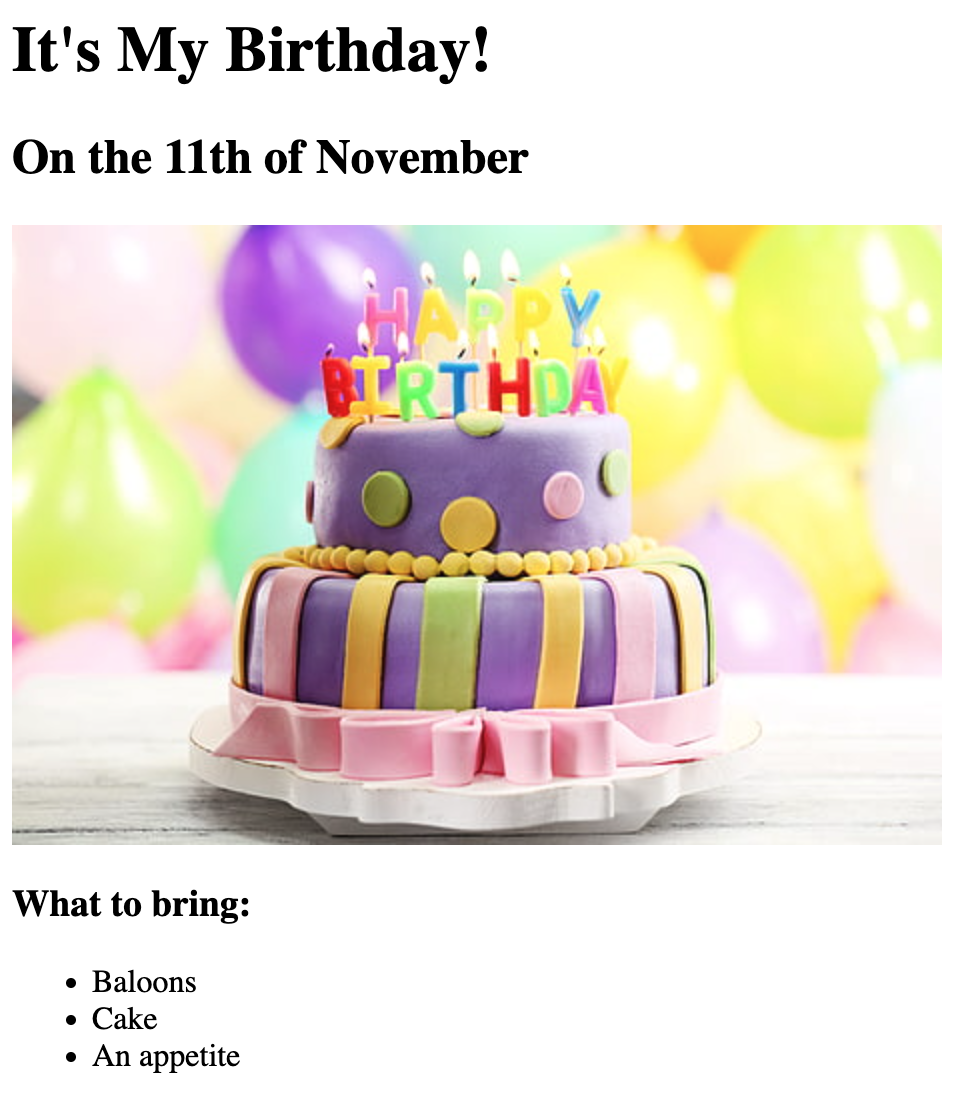 It's My Birthday!
On the 11th of November
HAPPY
BIRTHDAY
What to bring:
Baloons
Cake
An appetite